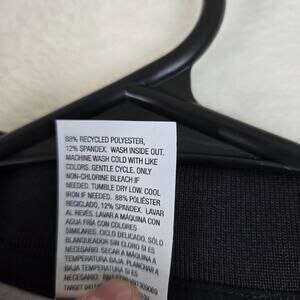 88% RECYCLED POLYESTER,
12% SPANDEX. WASH INSIDE OUT.
MACHINE WASH COLD WITH LIKE
COLORS. GENTLE CYCLE. ONLY
NON-CHLORINE BLEACH IF
NEEDED. TUMBLE DRY LOW. COOL
IRON IF NEEDED. 88% POLIÉSTER
RECICLADO, 12% SPANDEX. LAVAR
AL REVÉS. LAVAR A MÁQUINA CON
AGUA FRÍA CON COLORES
SIMILARES. CICLO DELICADO. SÓLO
BLANQUEADOR SIN CLORO SI ES
NECESARIO. SECAR A MÁQUINA A
TEMPERATURA BAJA. PLANCHAR A
BAJA TEMPERATURA SI ES
NECESARIO.
TARGET